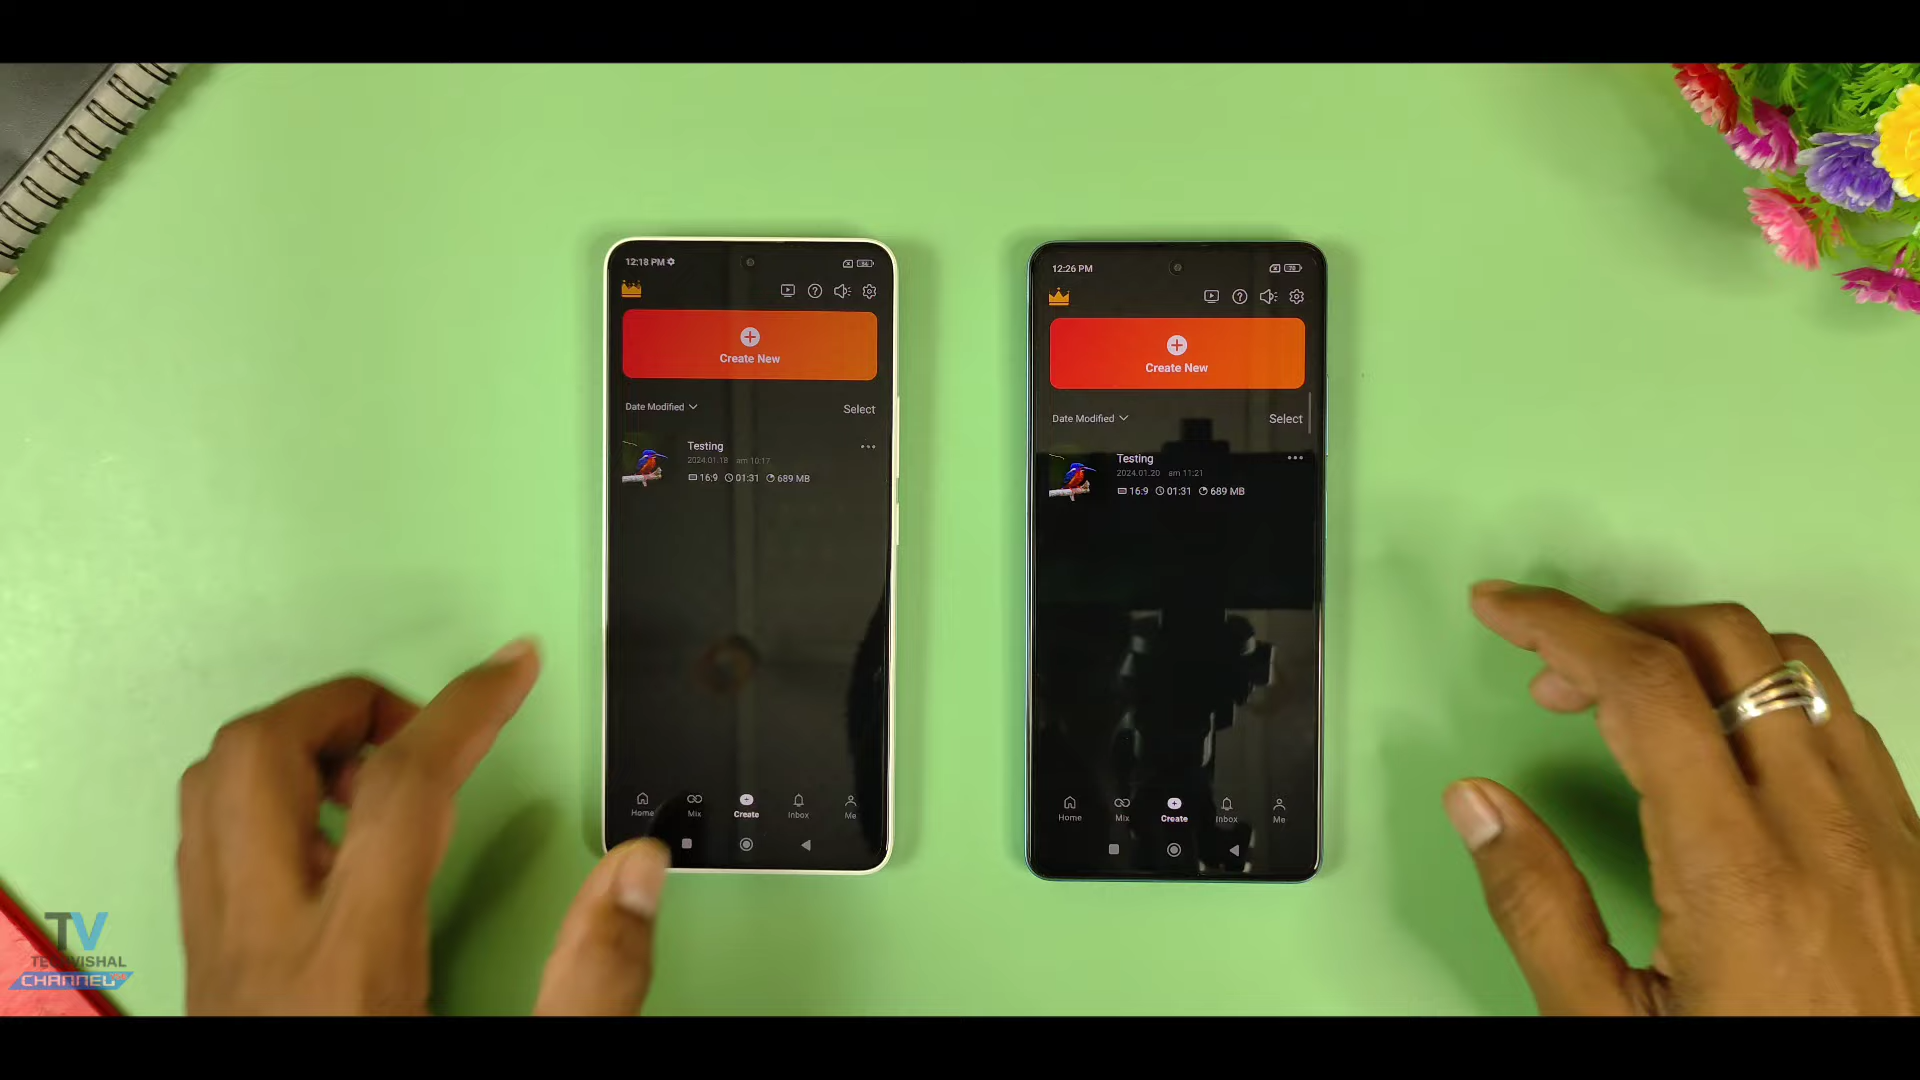 12:18 PM
Create New
Date Modified
Select
Testing
2024.01.18 am 10:17
16:9 01:31 689 MB
Home
Mix
Create
Inbox
Me
12:26 PM
Create New
Date Modified
Select
Testing
2024.01.20 am 11:21
16:9 01:31 689 MB
Home
Mix
Create
Inbox
Me
TV
CHANNEL